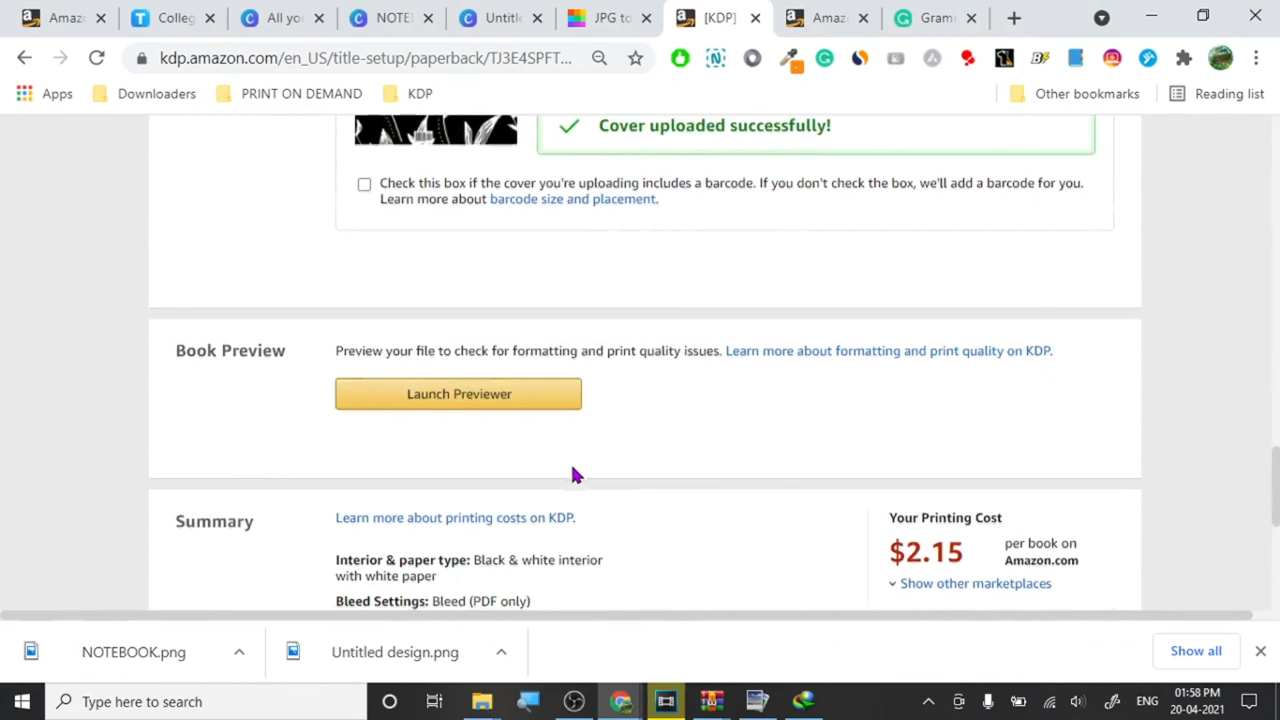 Amaz
Colleg
All yo
NOTE
Untitl
JPG to
[KDP]
Amaz
Gram
kdp.amazon.com/en_US/title-setup/paperback/TJ3E4SPFT...
Apps
Downloaders
PRINT ON DEMAND
KDP
Other bookmarks
Reading list
Cover uploaded successfully!
Check this box if the cover you're uploading includes a barcode. If you don't check the box, we'll add a barcode for you.
Learn more about barcode size and placement.
Book Preview
Preview your file to check for formatting and print quality issues. Learn more about formatting and print quality on KDP.
Launch Previewer
Summary
Learn more about printing costs on KDP.
Your Printing Cost
$2.15
per book on
Amazon.com
Show other marketplaces
Interior & paper type: Black & white interior
with white paper
Bleed Settings: Bleed (PDF only)
NOTEBOOK.png
Untitled design.png
Show all
Type here to search
ENG
01:58 PM
20-04-2021